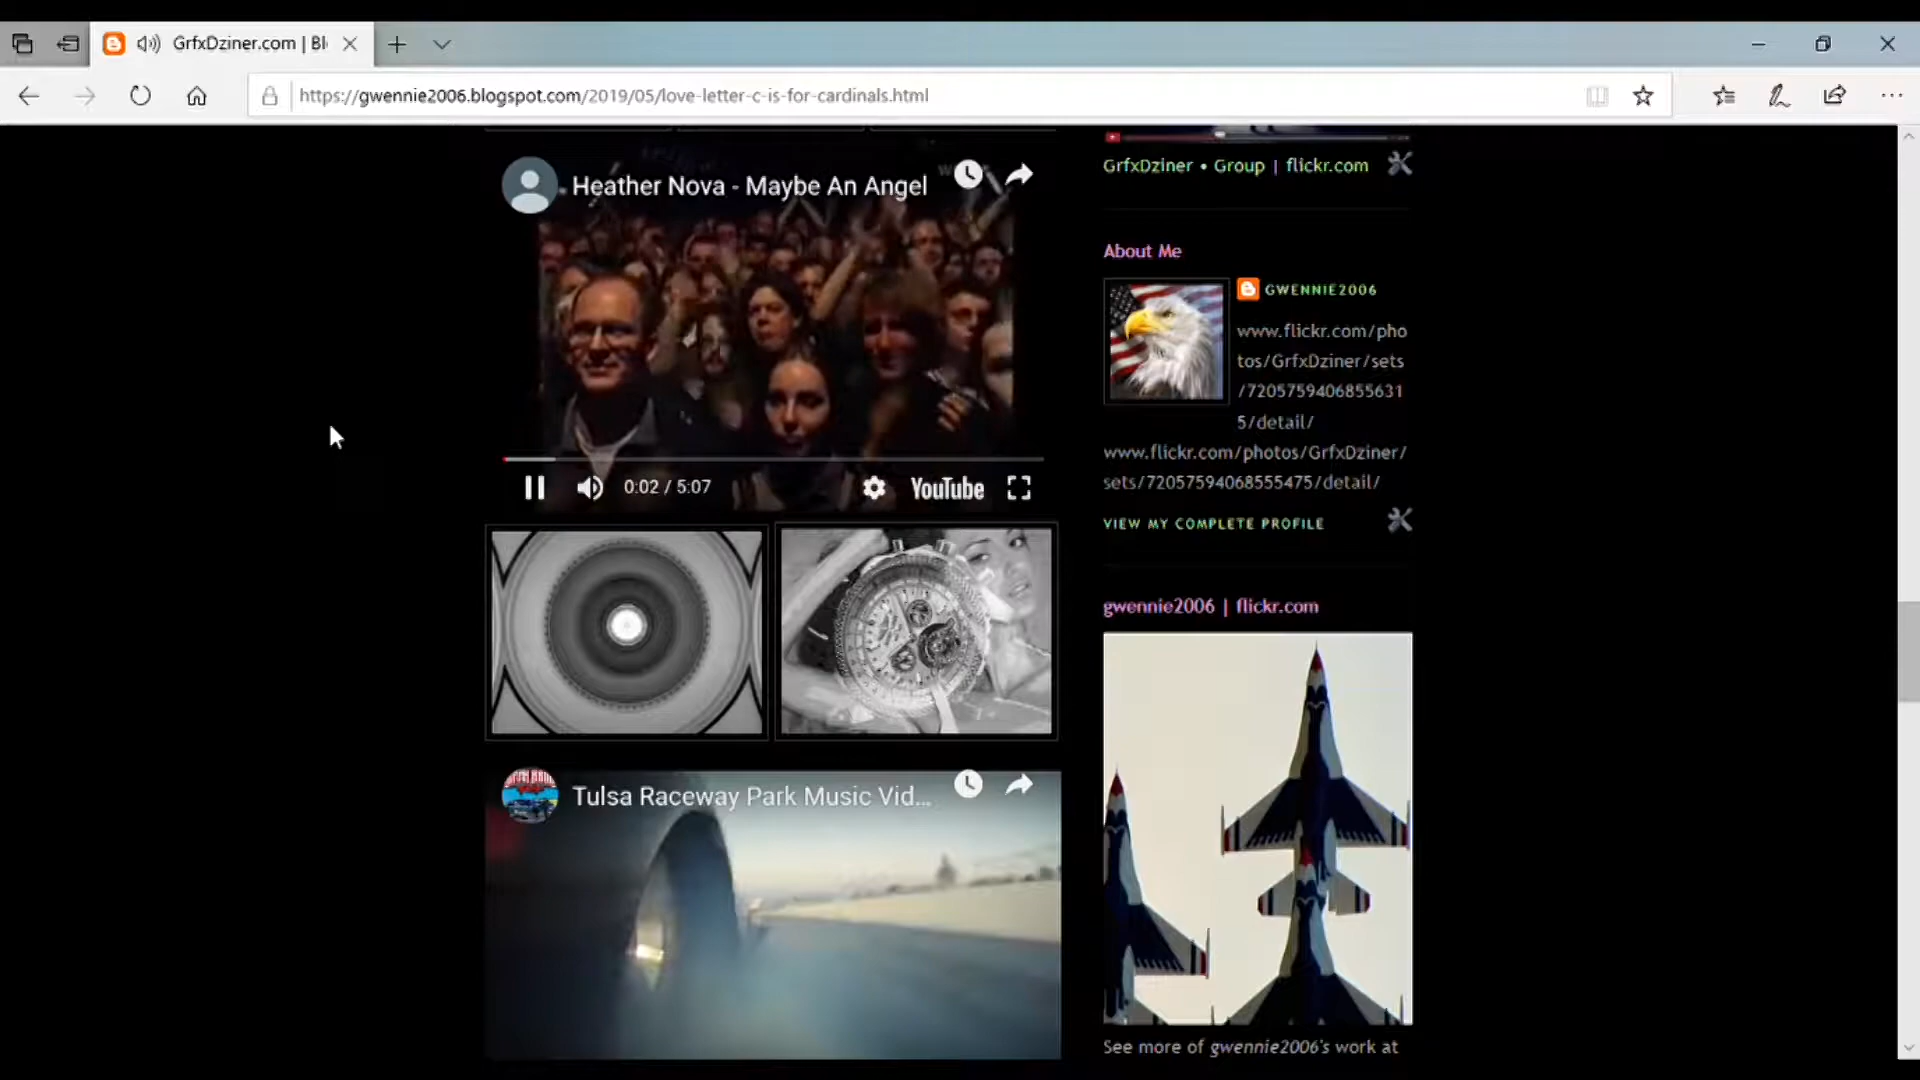 GrfxDziner.com | Bl
https://gwennie2006.blogspot.com/2019/05/love-letter-c-is-for-cardinals.html
Heather Nova - Maybe An Angel
0:02 / 5:07
YouTube
Tulsa Raceway Park Music Vid...
GrfxDziner • Group | flickr.com
About Me
GWENNIE2006
www.flickr.com/pho
tos/GrfxDziner/sets
/7205759406855631
5/detail/
www.flickr.com/photos/GrfxDziner/
sets/72057594068555475/detail/
VIEW MY COMPLETE PROFILE
gwennie2006 | flickr.com
See more of gwennie2006's work at